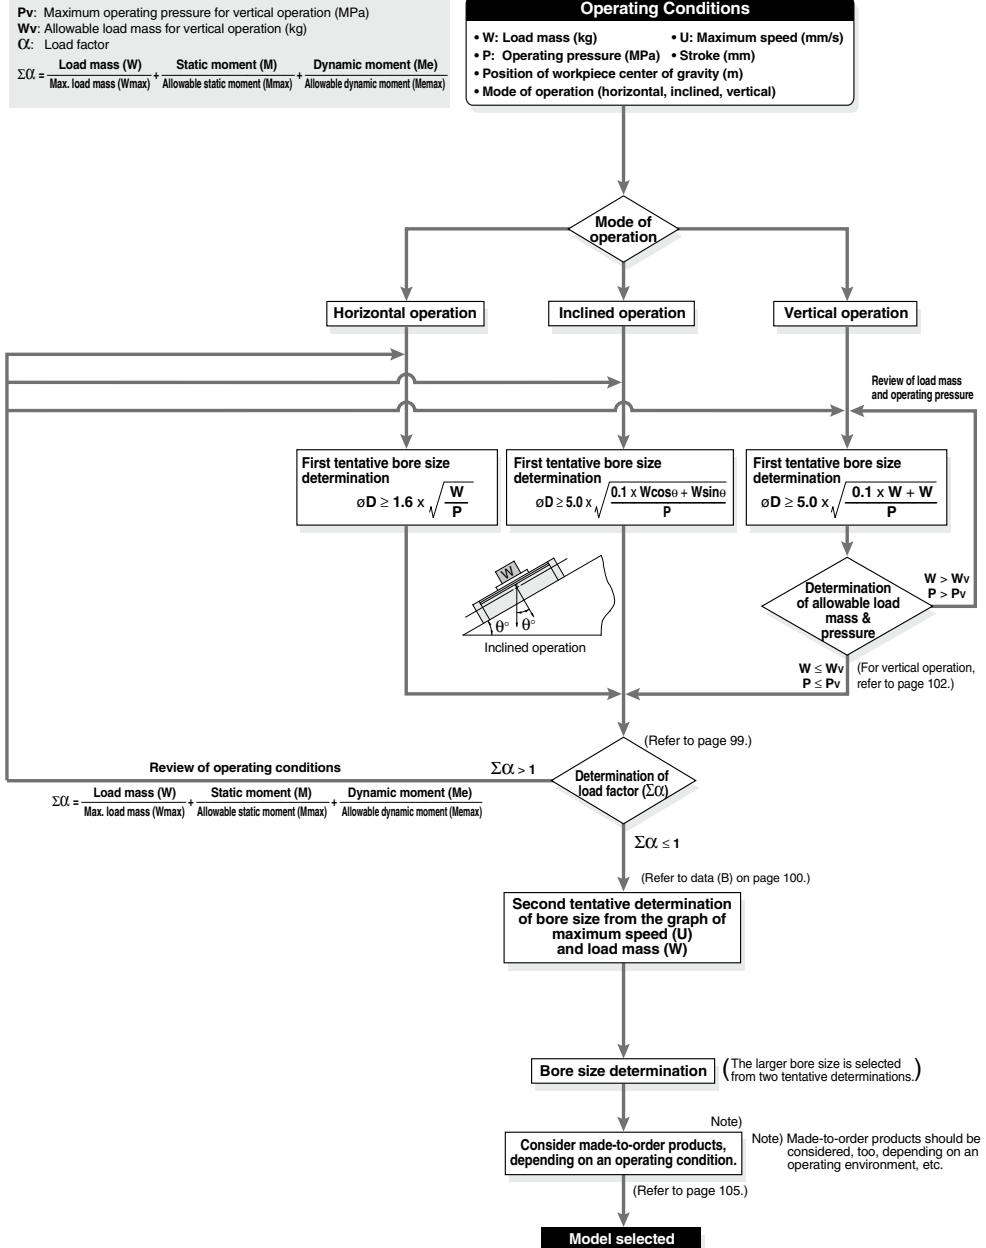 Pv: Maximum operating pressure for vertical operation (MPa)
Wv: Allowable load mass for vertical operation (kg)
α: Load factor
Σα = Load mass (W) / Max. load mass (Wmax) + Static moment (M) / Allowable static moment (Mmax) + Dynamic moment (Me) / Allowable dynamic moment (Memax)
Operating Conditions
• W: Load mass (kg) • U: Maximum speed (mm/s)
• P: Operating pressure (MPa) • Stroke (mm)
• Position of workpiece center of gravity (m)
• Mode of operation (horizontal, inclined, vertical)
Mode of
operation
Horizontal operation
Inclined operation
Vertical operation
Review of load mass
and operating pressure
First tentative bore size
determination
øD ≥ 1.6 x √(W / P)
First tentative bore size
determination
øD ≥ 5.0 x √((0.1 x Wcosθ + Wsinθ) / P)
First tentative bore size
determination
øD ≥ 5.0 x √((0.1 x W + W) / P)
W
θ° θ°
Inclined operation
Determination
of allowable load
mass &
pressure
W > Wv
P > Pv
W ≤ Wv
P ≤ Pv
(For vertical operation,
refer to page 102.)
(Refer to page 99.)
Determination of
load factor (Σα)
Review of operating conditions
Σα > 1
Σα = Load mass (W) / Max. load mass (Wmax) + Static moment (M) / Allowable static moment (Mmax) + Dynamic moment (Me) / Allowable dynamic moment (Memax)
Σα ≤ 1
(Refer to data (B) on page 100.)
Second tentative determination
of bore size from the graph of
maximum speed (U)
and load mass (W)
Bore size determination
(The larger bore size is selected
from two tentative determinations.)
Note)
Consider made-to-order products,
depending on an operating condition.
Note) Made-to-order products should be
considered, too, depending on an
operating environment, etc.
(Refer to page 105.)
Model selected